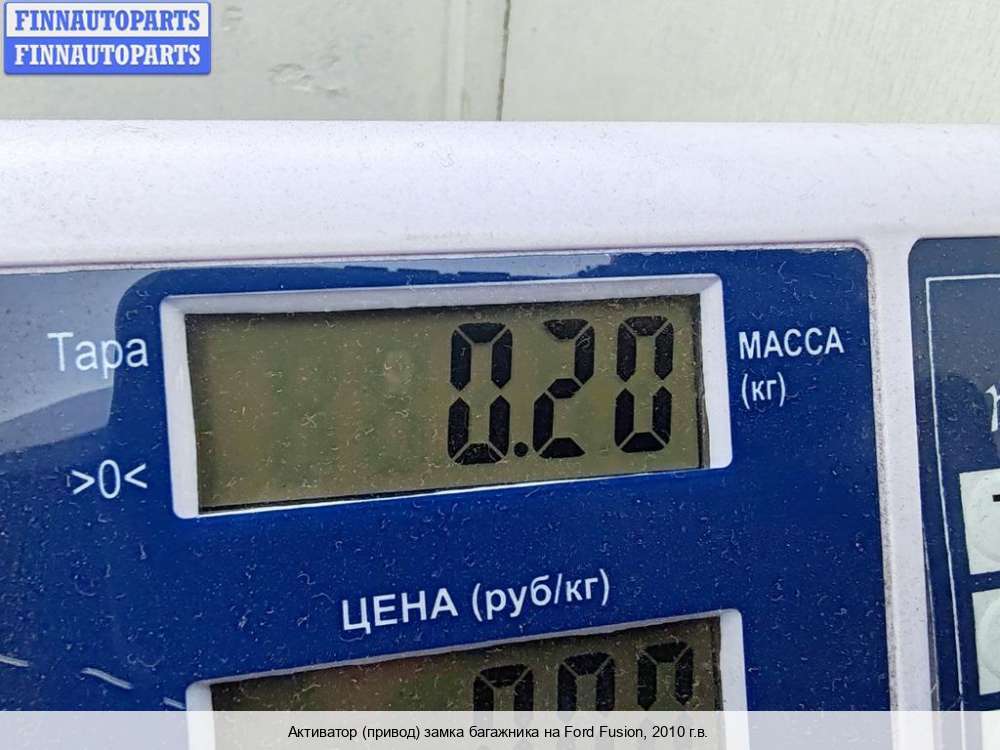 FINNAUTOPARTS
FINNAUTOPARTS
Тара
0.20
МАССА
(кг)
>0<
ЦЕНА (руб/кг)
Активатор (привод) замка багажника на Ford Fusion, 2010 г.в.